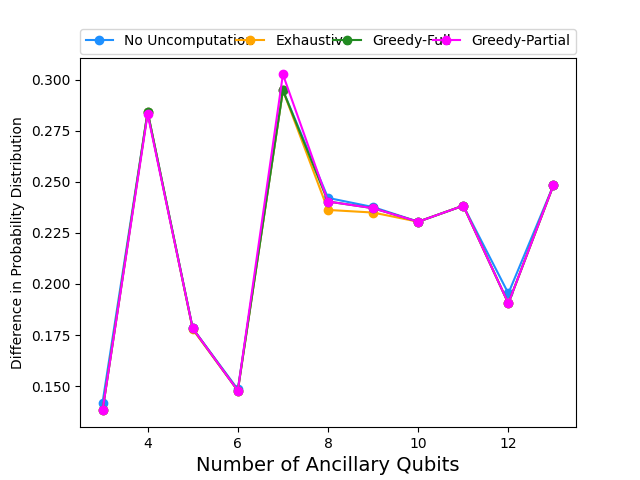 No Uncomputation Exhaustive Greedy-Full Greedy-Partial
0.300
0.275
0.250
0.225
0.200
0.175
0.150
Difference in Probability Distribution
4 6 8 10 12
Number of Ancillary Qubits